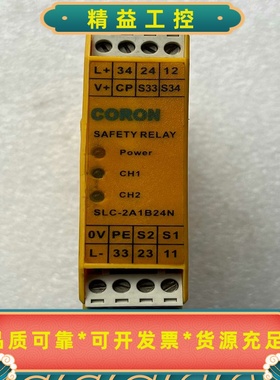 精益工控
L+ 34 24 12
V+ CP S33 S34
CORON
SAFETY RELAY
Power
CH1
CH2
SLC-2A1B24N
0V PE S2 S1
L- 33 23 11
品质可靠*可开发票*货源充足